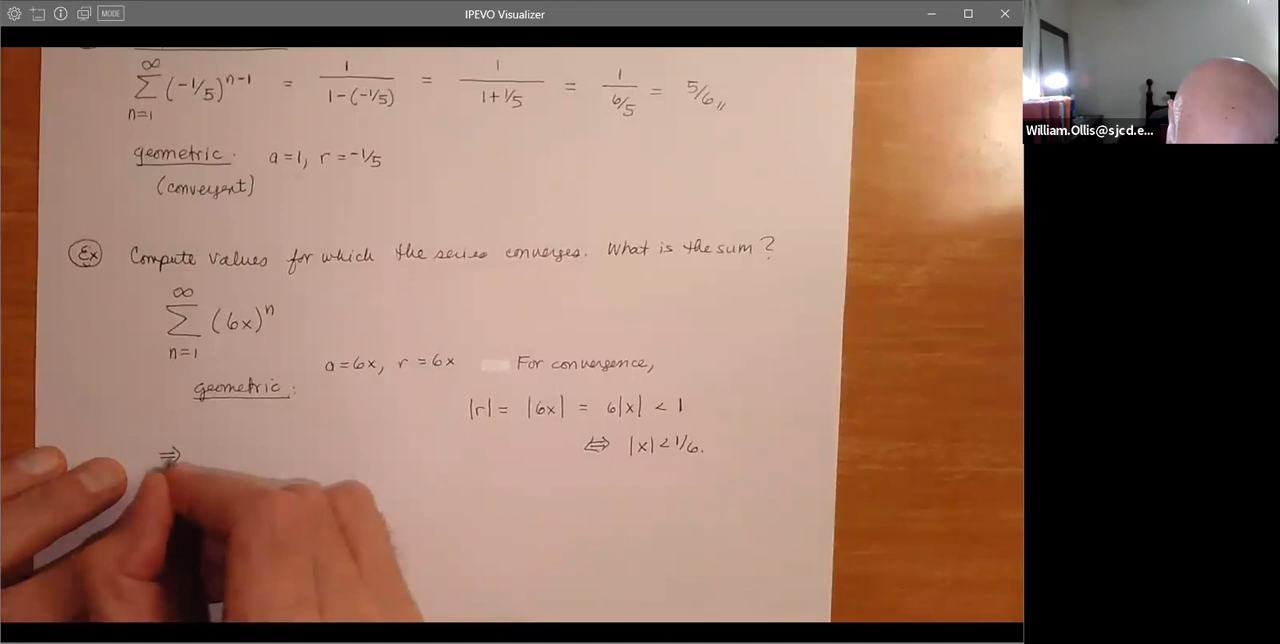 MODE
IPEVO Visualizer
∞
∑ (-1/5)^{n-1} = 1/(1-(-1/5)) = 1/(1+1/5) = 1/(6/5) = 5/6 //
n=1
William.Ollis@sjcd.e...
geometric. a=1, r=-1/5
(convergent)
Ex Compute values for which the series converges. What is the sum?
∞
∑ (6x)^n
n=1
a=6x, r=6x For convergence,
geometric:
|r| = |6x| = 6|x| < 1
⇔ |x|<1/6.
⇒